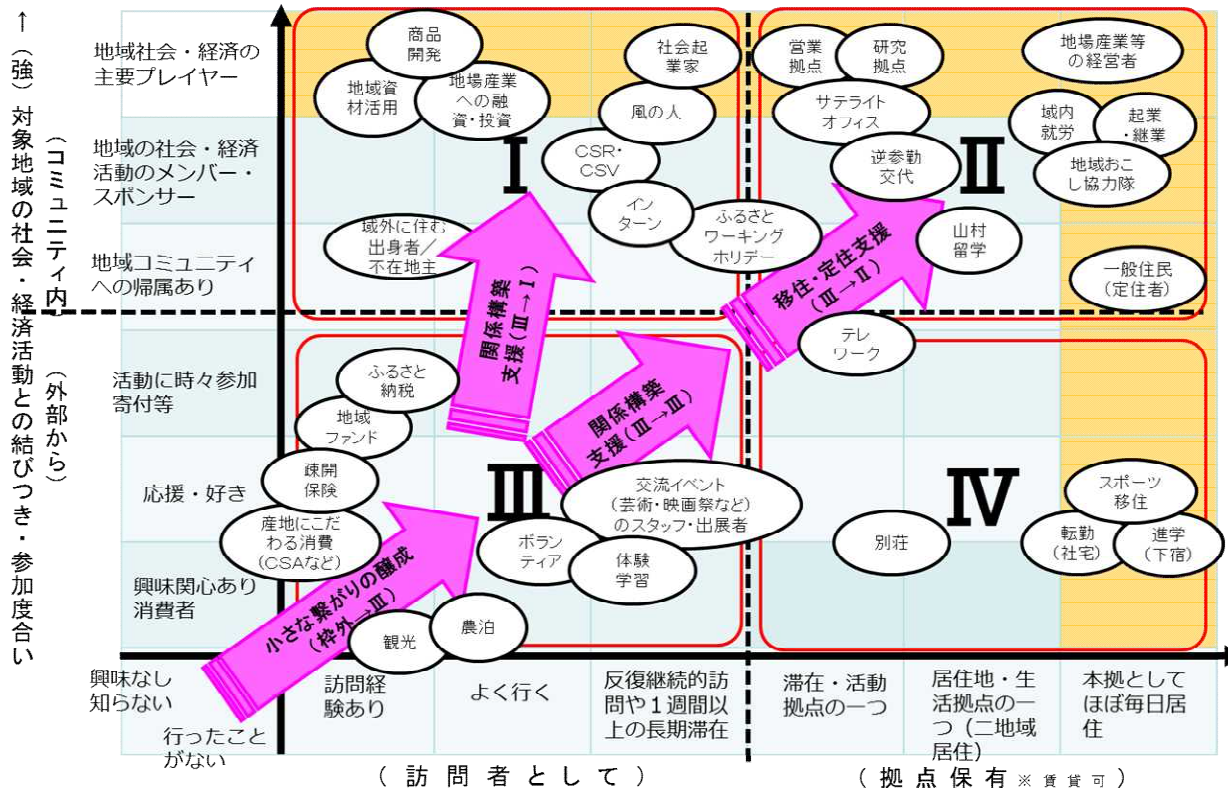 ←（強）対象地域の社会・経済活動との結びつき・参加度合い
（コミュニティ内）
（外部から）
地域社会・経済の
主要プレイヤー
地域の社会・経済
活動のメンバー・
スポンサー
地域コミュニティ
への帰属あり
活動に時々参加
寄付等
応援・好き
興味関心あり
消費者
興味なし
知らない
商品
開発
地域資
材活用
地場産業
への融
資・投資
社会起
業家
風の人
CSR・
CSV
イン
ターン
ふるさと
ワーキング
ホリデー
域外に住む
出身者／
不在地主
Ⅰ
関係構築
支援(Ⅲ→Ⅰ)
営業
拠点
研究
拠点
サテライト
オフィス
逆参勤
交代
地場産業等
の経営者
域内
就労
起業
・継業
地域おこ
し協力隊
山村
留学
一般住民
(定住者)
Ⅱ
移住・定住支援
(Ⅲ→Ⅱ)
テレ
ワーク
ふるさと
納税
地域
ファンド
疎開
保険
産地にこだ
わる消費
(CSAなど)
Ⅲ
関係構築
支援(Ⅲ→Ⅲ)
交流イベント
(芸術・映画祭など)
のスタッフ・出展者
ボラン
ティア
体験
学習
小さな繋がりの醸成
(枠外→Ⅲ)
観光
農泊
Ⅳ
別荘
スポーツ
移住
転勤
(社宅)
進学
(下宿)
行ったこと
がない
訪問経
験あり
よく行く
反復継続的訪
問や１週間以
上の長期滞在
滞在・活動
拠点の一つ
居住地・生
活拠点の一
つ（二地域
居住）
本拠として
ほぼ毎日居
住
（訪問者として）
（拠点保有※賃貸可）